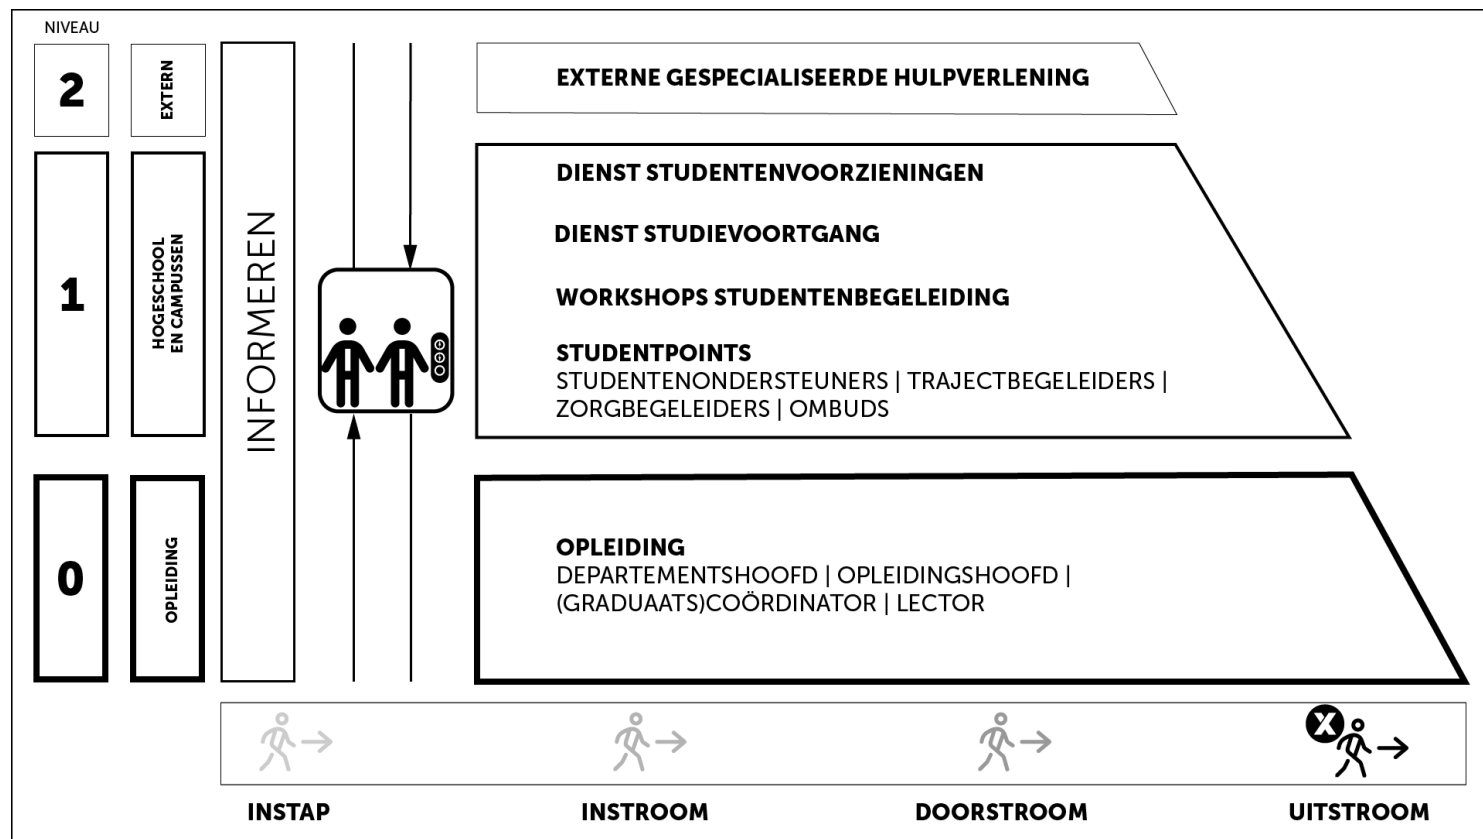 NIVEAU
2
EXTERN
EXTERNE GESPECIALISEERDE HULPVERLENING
1
HOGESCHOOL
EN CAMPUSSEN
INFORMEREN
DIENST STUDENTENVOORZIENINGEN
DIENST STUDIEVOORTGANG
WORKSHOPS STUDENTENBEGELEIDING
STUDENTPOINTS
STUDENTENONDERSTEUNERS | TRAJECTBEGELEIDERS |
ZORGBEGELEIDERS | OMBUDS
0
OPLEIDING
OPLEIDING
DEPARTEMENTSHOOFD | OPLEIDINGSHOOFD |
(GRADUAATS)COÖRDINATOR | LECTOR
X
INSTAP
INSTROOM
DOORSTROOM
UITSTROOM